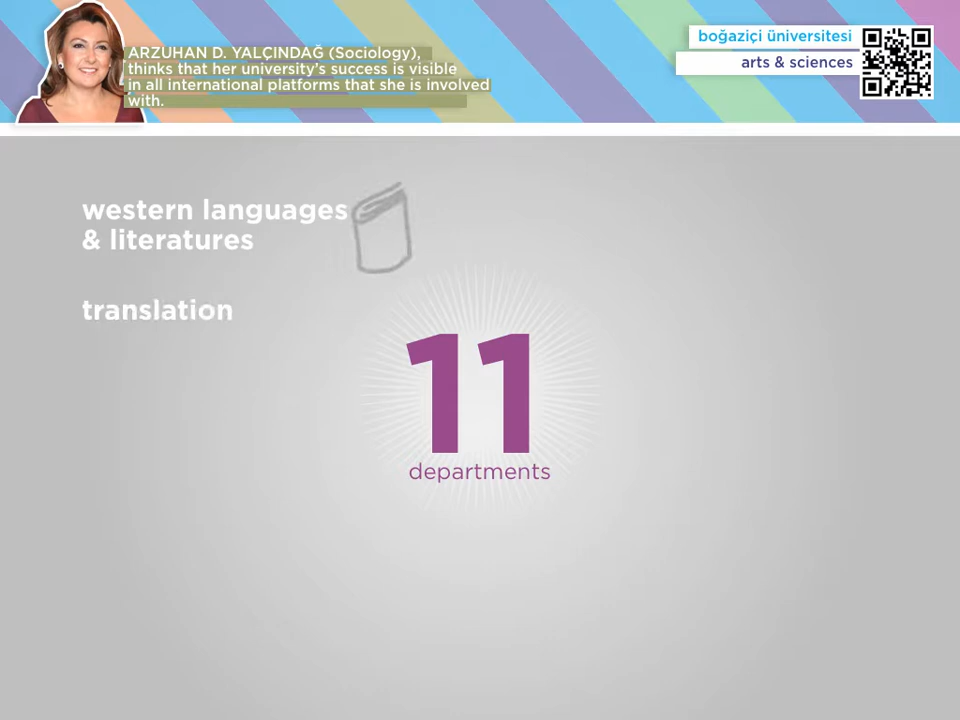 ARZUHAN D. YALÇINDAĞ (Sociology),
thinks that her university's success is visible
in all international platforms that she is involved
with.
boğaziçi üniversitesi
arts & sciences
western languages
& literatures
translation
11
departments